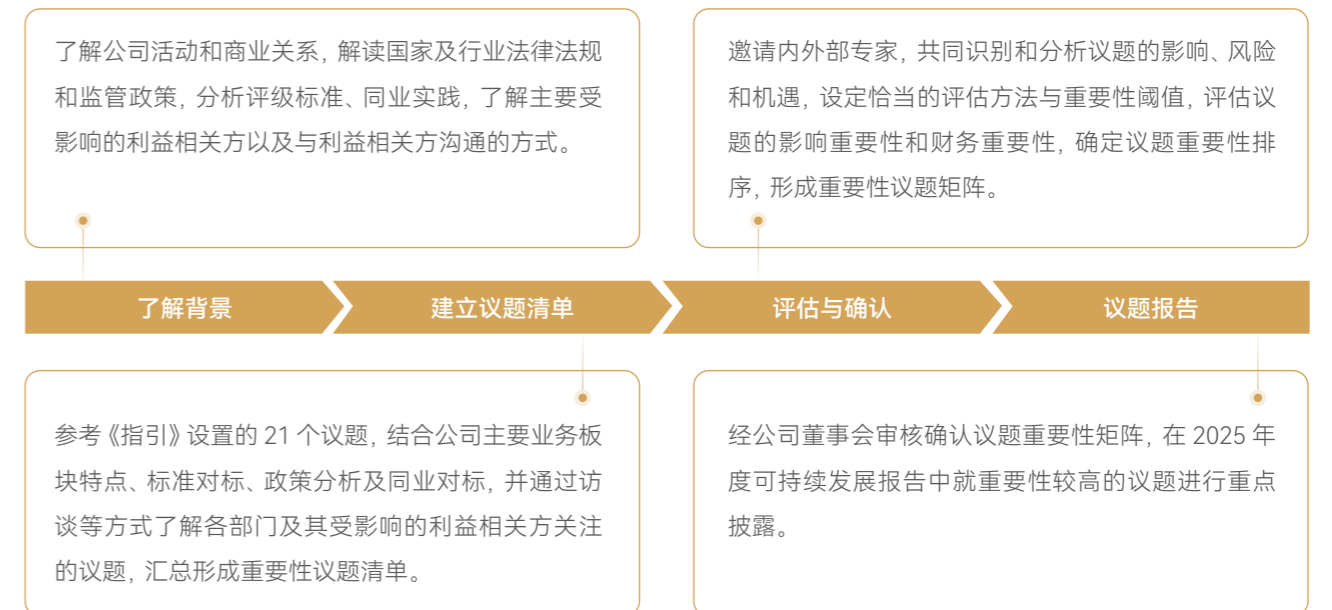 了解公司活动和商业关系，解读国家及行业法律法规
和监管政策，分析评级标准、同业实践，了解主要受
影响的利益相关方以及与利益相关方沟通的方式。
邀请内外部专家，共同识别和分析议题的影响、风险
和机遇，设定恰当的评估方法与重要性阈值，评估议
题的影响重要性和财务重要性，确定议题重要性排
序，形成重要性议题矩阵。
了解背景
建立议题清单
评估与确认
议题报告
参考《指引》设置的 21 个议题，结合公司主要业务板
块特点、标准对标、政策分析及同业对标，并通过访
谈等方式了解各部门及其受影响的利益相关方关注
的议题，汇总形成重要性议题清单。
经公司董事会审核确认议题重要性矩阵，在 2025 年
度可持续发展报告中就重要性较高的议题进行重点
披露。